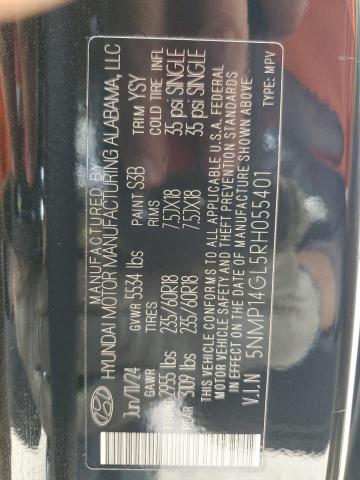 MANUFACTURED BY
HYUNDAI MOTOR MANUFACTURING ALABAMA, LLC
Jun/11/24 GVWR 5534 lbs PAINT S3B TRIM YSY
GAWR TIRES RIMS COLD TIRE INFL
FRONT 2955 lbs 235/60R18 7.5JX18 35 psi SINGLE
REAR 3109 lbs 235/60R18 7.5JX18 35 psi SINGLE
THIS VEHICLE CONFORMS TO ALL APPLICABLE U.S.A. FEDERAL
MOTOR VEHICLE SAFETY AND THEFT PREVENTION STANDARDS
IN EFFECT ON THE DATE OF MANUFACTURE SHOWN ABOVE
V.I.N 5NMP14GL5RH055401
TYPE: MPV